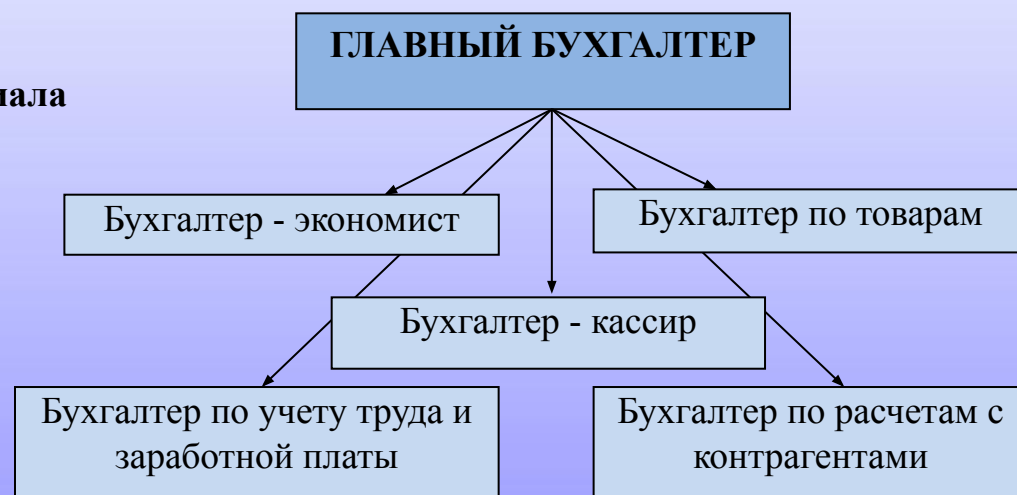 ГЛАВНЫЙ БУХГАЛТЕР
Бухгалтер - экономист
Бухгалтер по товарам
Бухгалтер - кассир
Бухгалтер по учету труда и
заработной платы
Бухгалтер по расчетам с
контрагентами